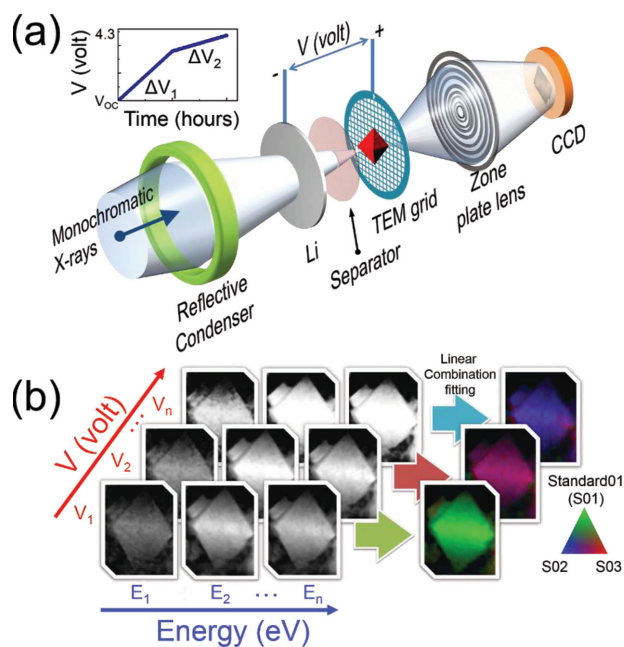 (a)
4.3
V (volt)
V_OC
ΔV₁
ΔV₂
Time (hours)
- V (volt) +
Monochromatic
X-rays
Reflective
Condenser
Li
Separator
TEM grid
Zone
plate lens
CCD
(b)
V (volt)
V₁
V₂
...
Vₙ
Linear
Combination
fitting
Standard01
(S01)
S02 S03
E₁ E₂ ... Eₙ
Energy (eV)